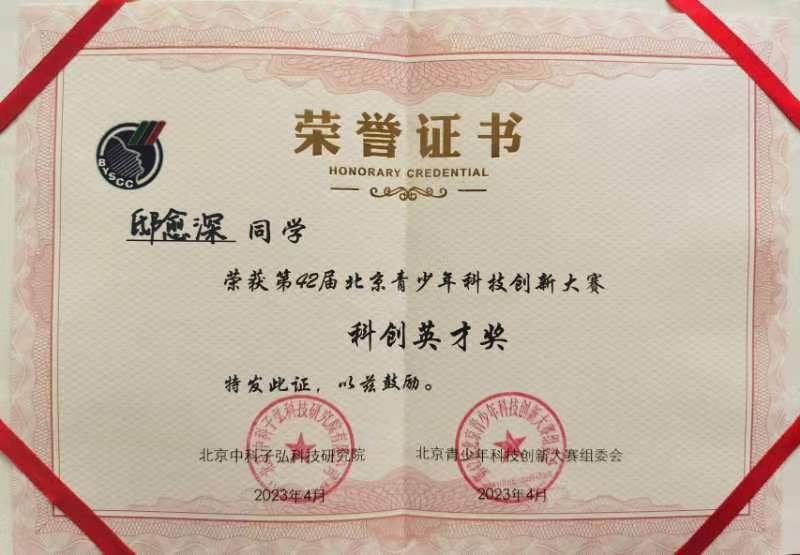 荣誉证书
HONORARY CREDENTIAL
BYSCC
邸愈深 同学
荣获第42届北京青少年科技创新大赛
科创英才奖
特发此证，以兹鼓励。
北京中科子弘科技研究院 北京青少年科技创新大赛组委会
2023年4月 2023年4月